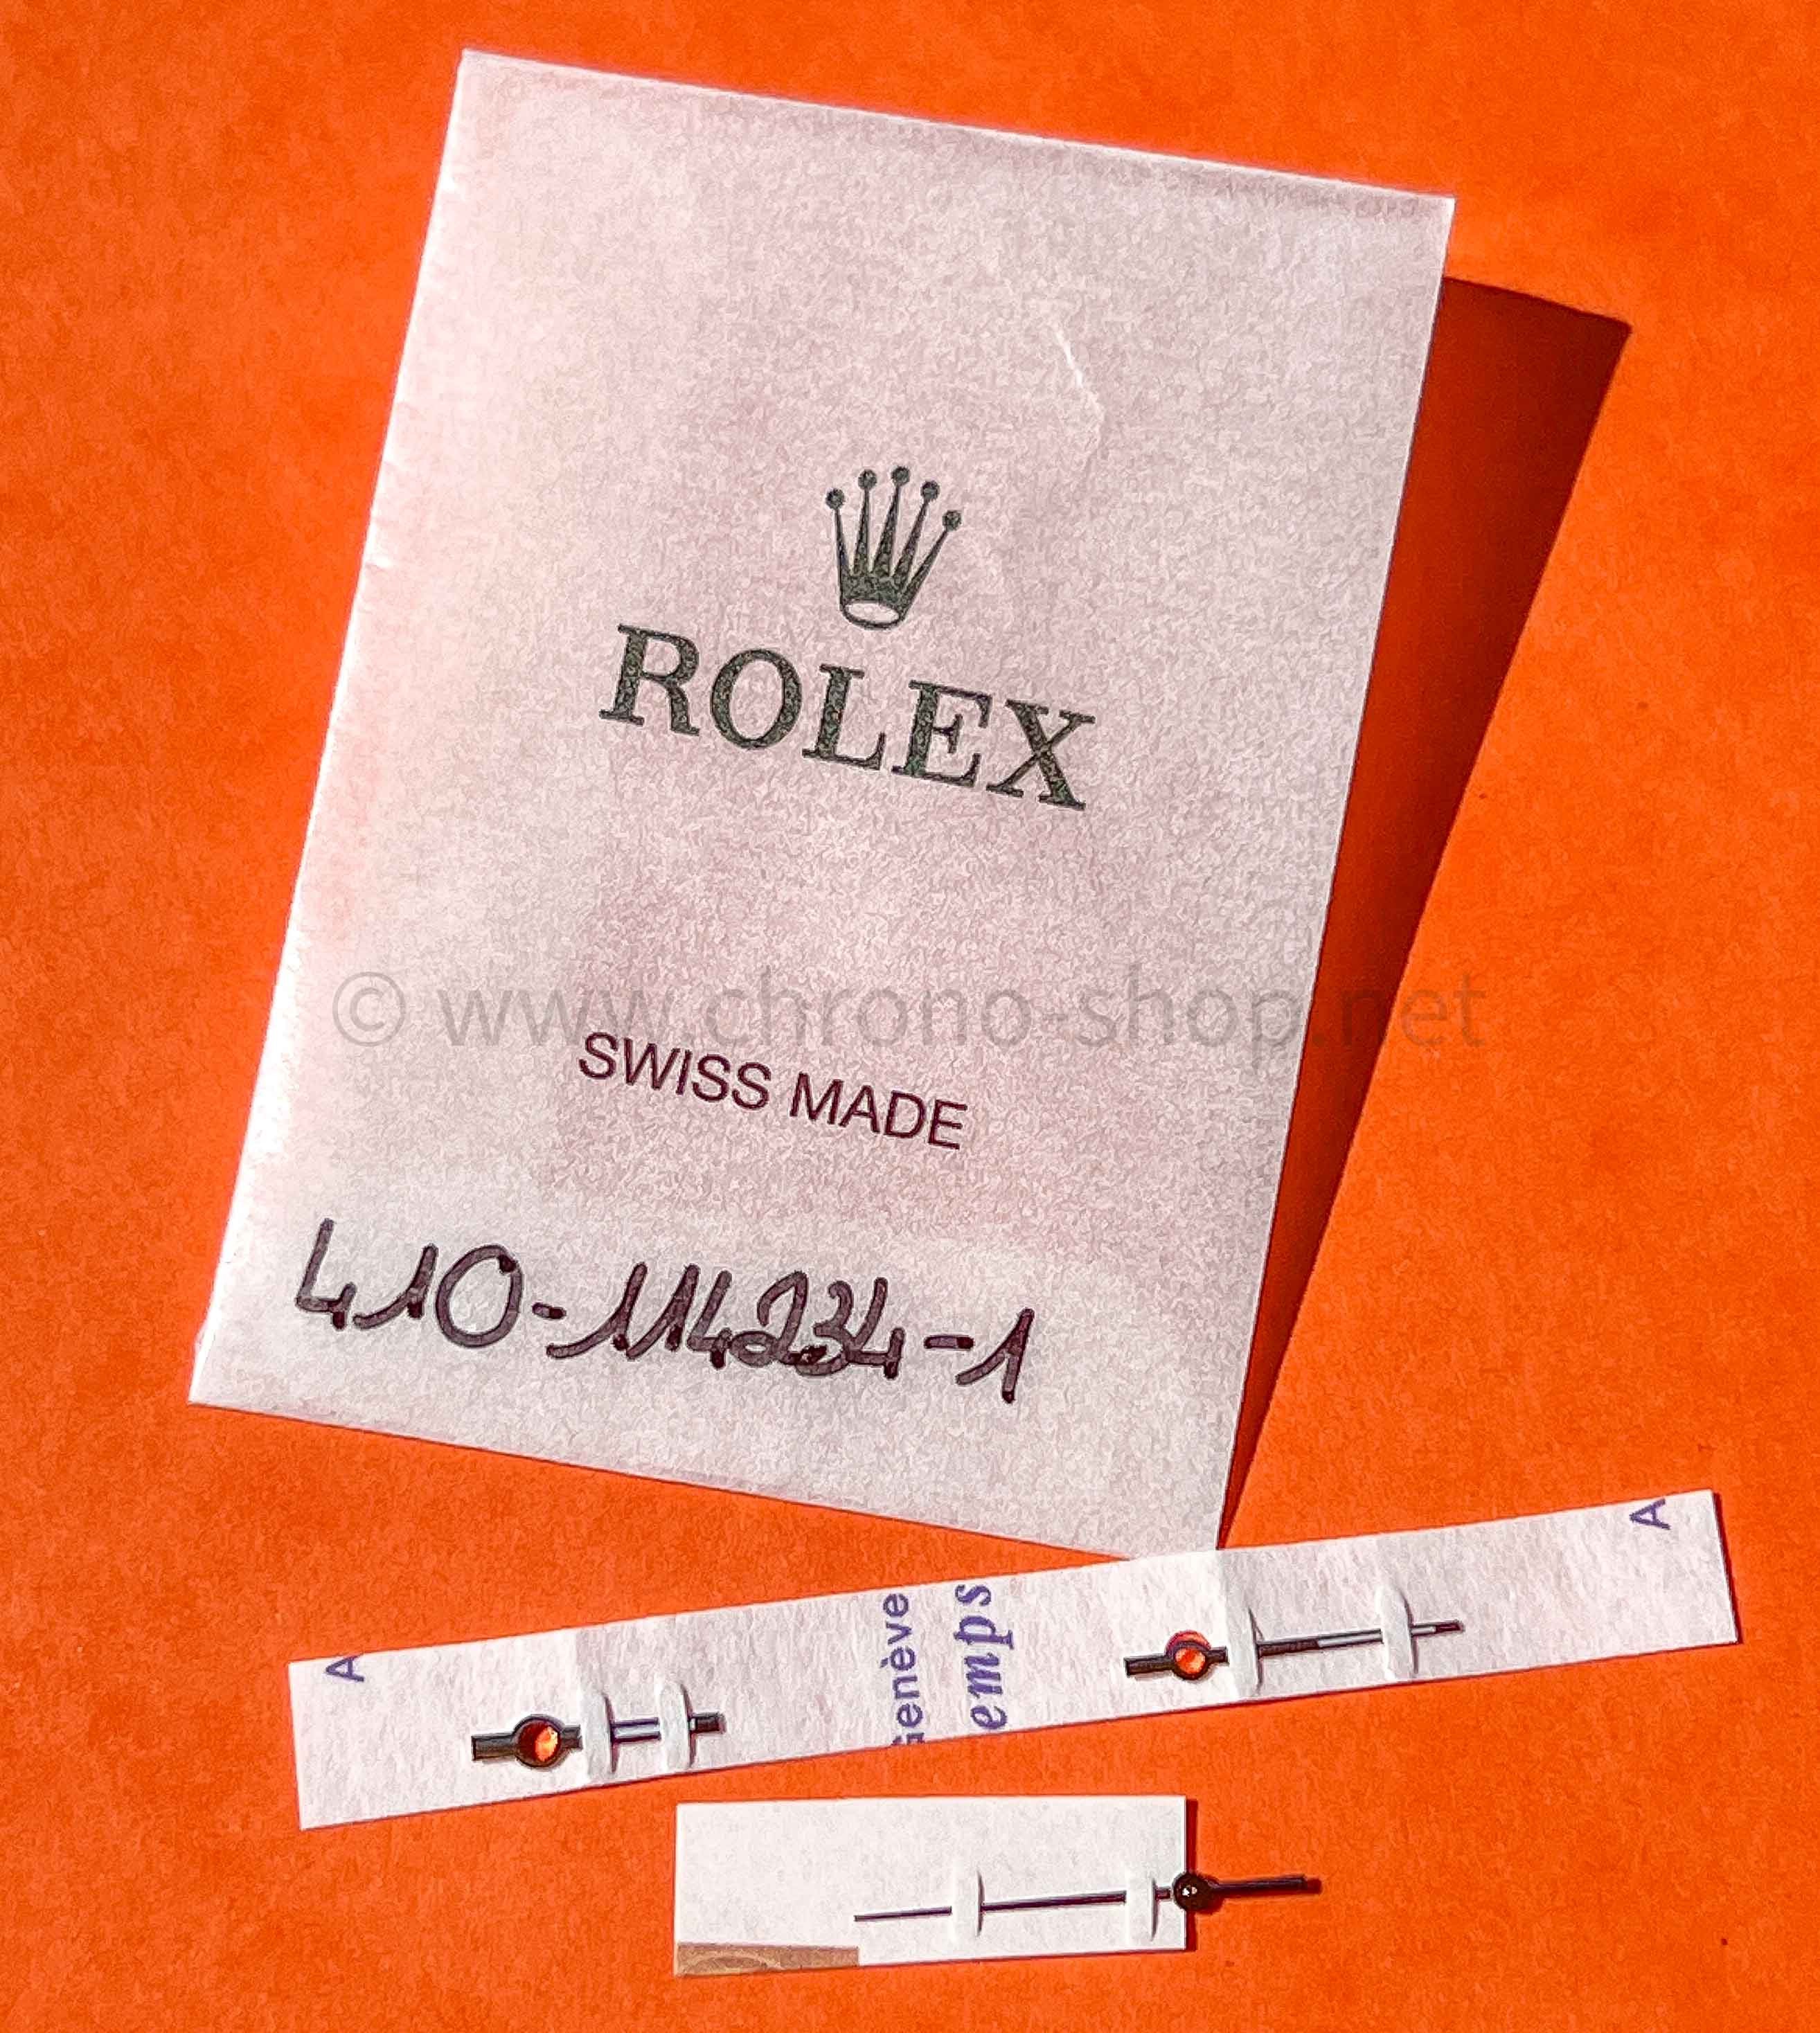 ROLEX
© www.chrono-shop.net
SWISS MADE
410-114234-1
A
Genève
emps
A